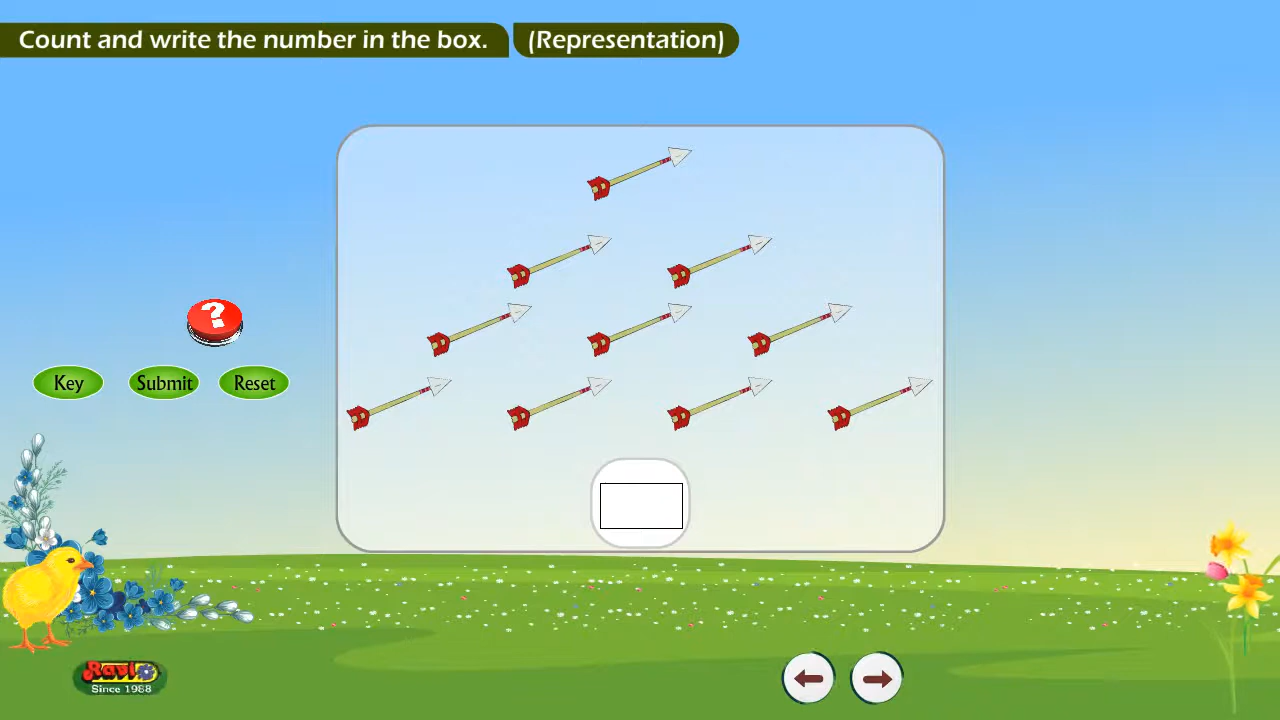 Count and write the number in the box. (Representation)
?
Key Submit Reset
Ravi
Since 1988